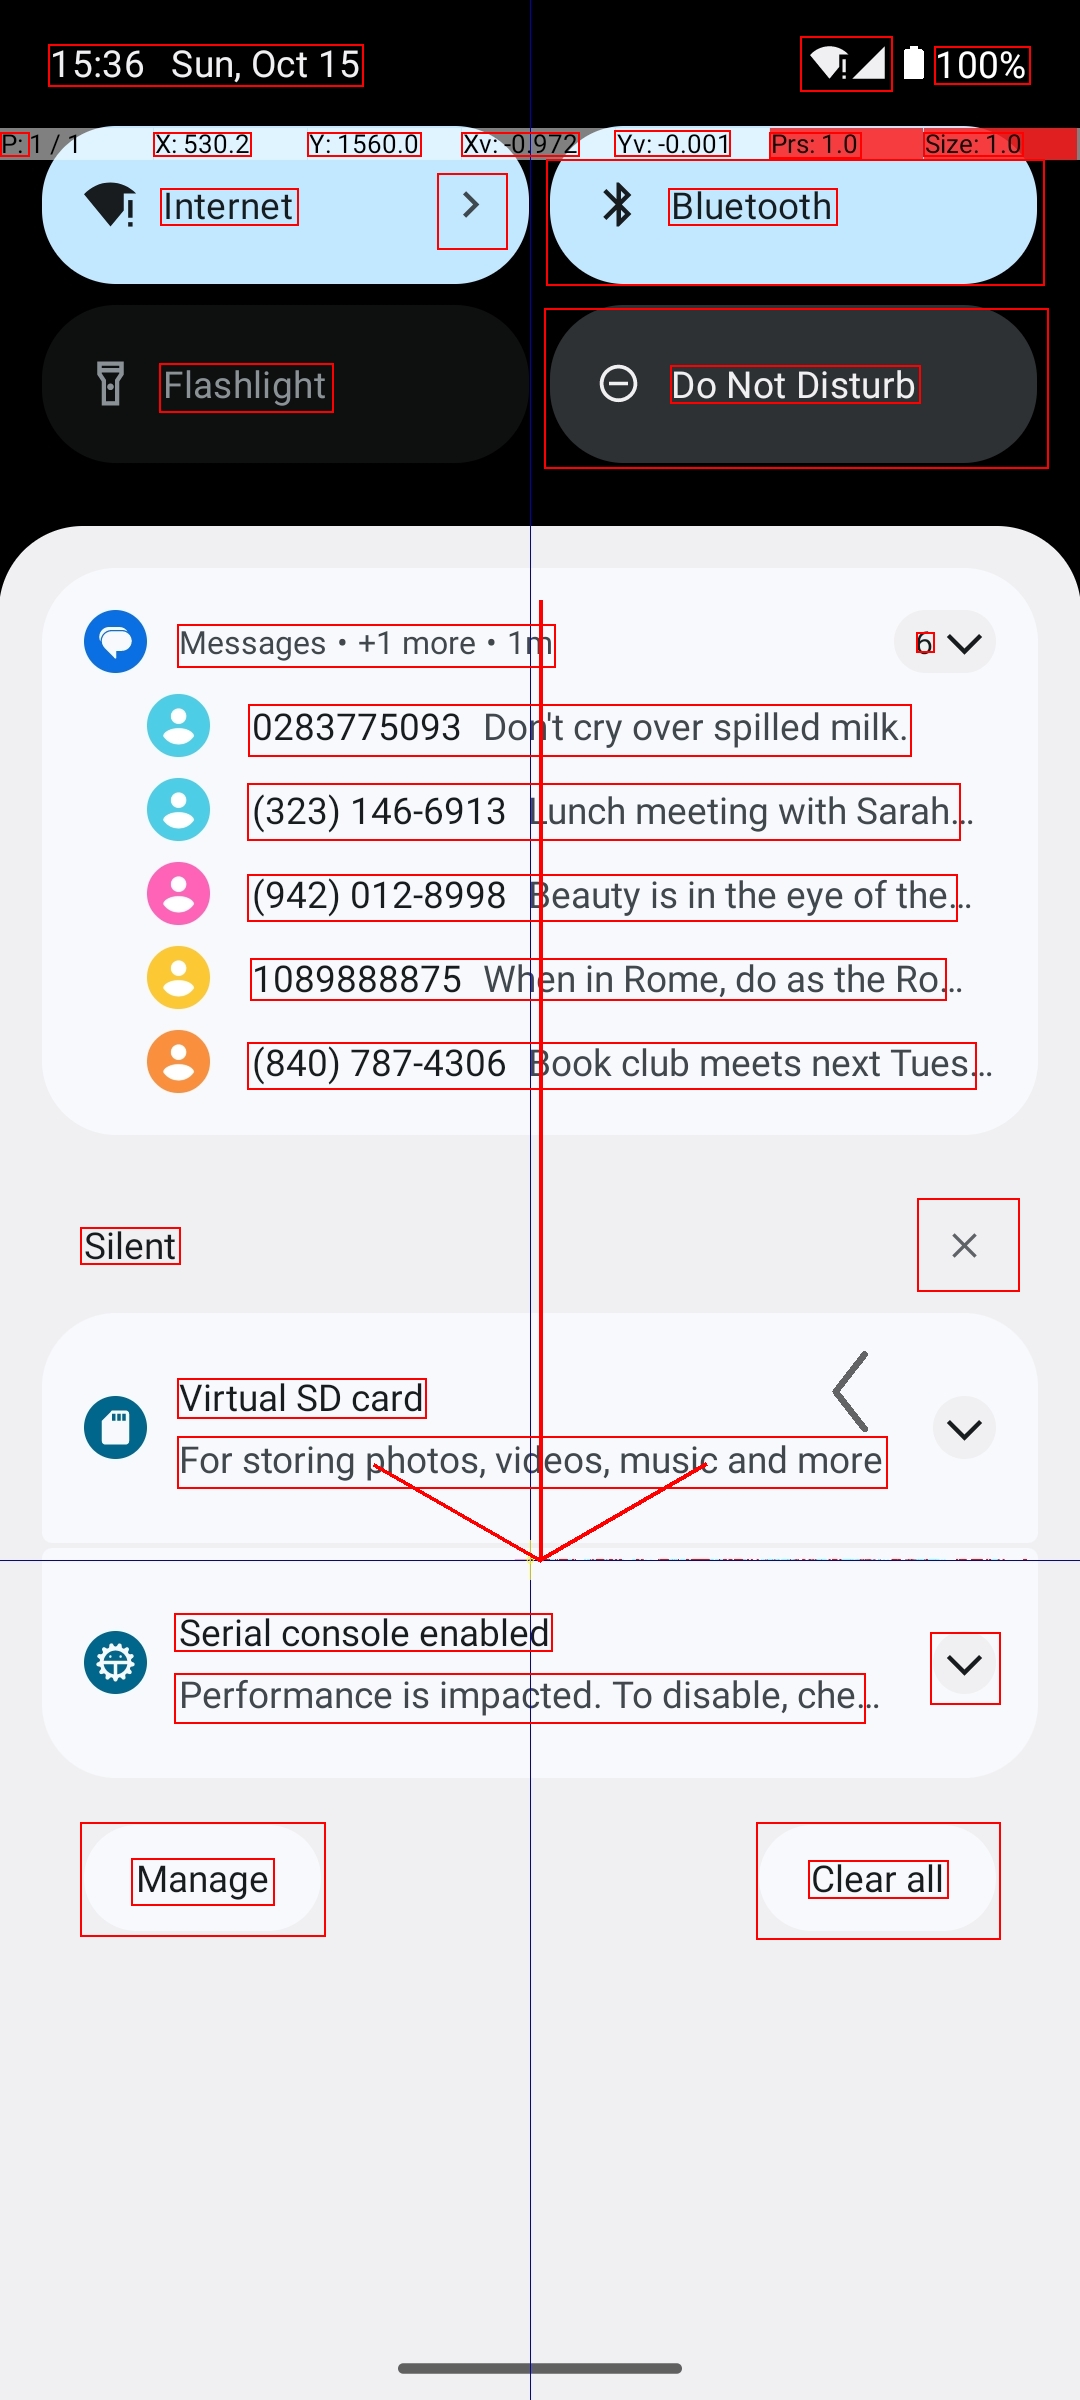 15:36 Sun, Oct 15 100%
P: 1 / 1 X: 530.2 Y: 1560.0 Xv: -0.972 Yv: -0.001 Prs: 1.0 Size: 1.0
Internet Bluetooth
Flashlight Do Not Disturb
Messages • +1 more • 1m 6
0283775093 Don't cry over spilled milk.
(323) 146-6913 Lunch meeting with Sarah…
(942) 012-8998 Beauty is in the eye of the…
1089888875 When in Rome, do as the Ro…
(840) 787-4306 Book club meets next Tues…
Silent
Virtual SD card
For storing photos, videos, music and more
Serial console enabled
Performance is impacted. To disable, che…
Manage Clear all